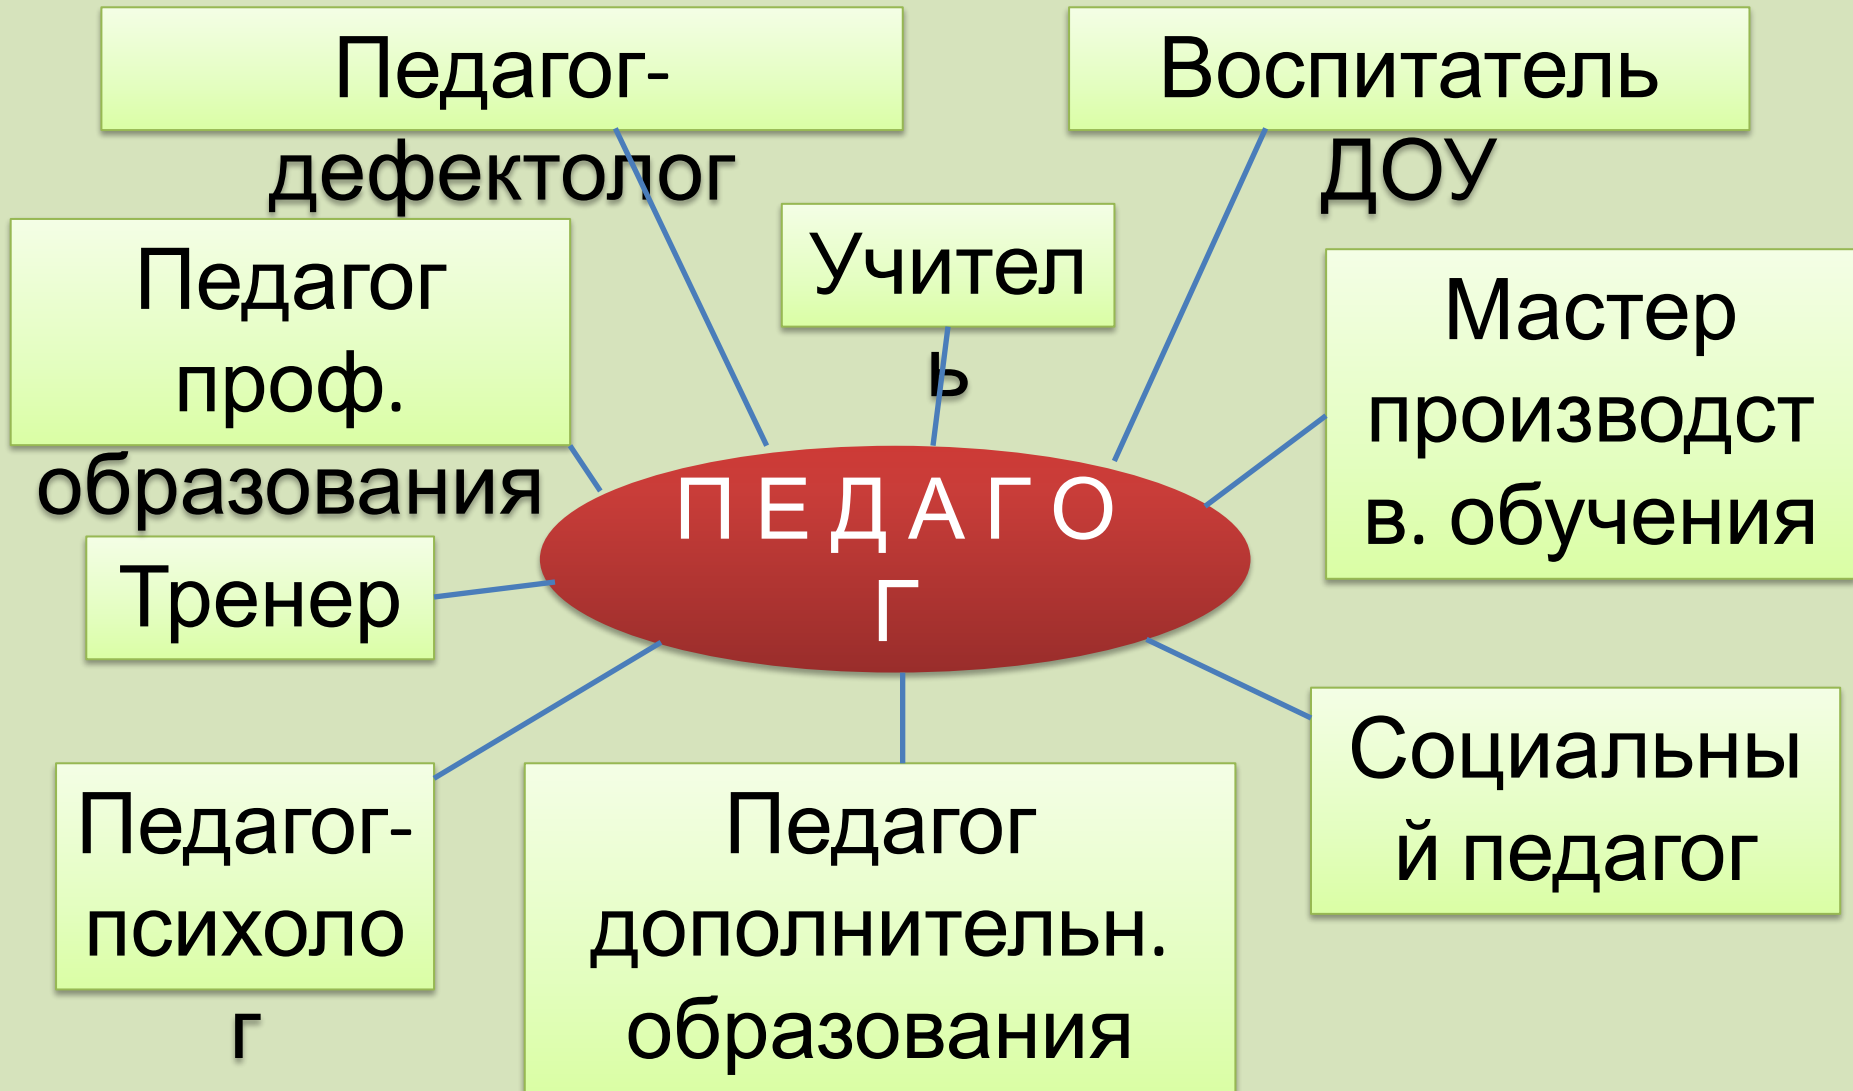 Педагог-
дефектолог
Воспитатель
ДОУ
Педагог
проф.
образования
Учител
ь
Мастер
производст
в. обучения
П Е Д А Г О
Г
Тренер
Социальны
й педагог
Педагог-
психоло
г
Педагог
дополнительн.
образования